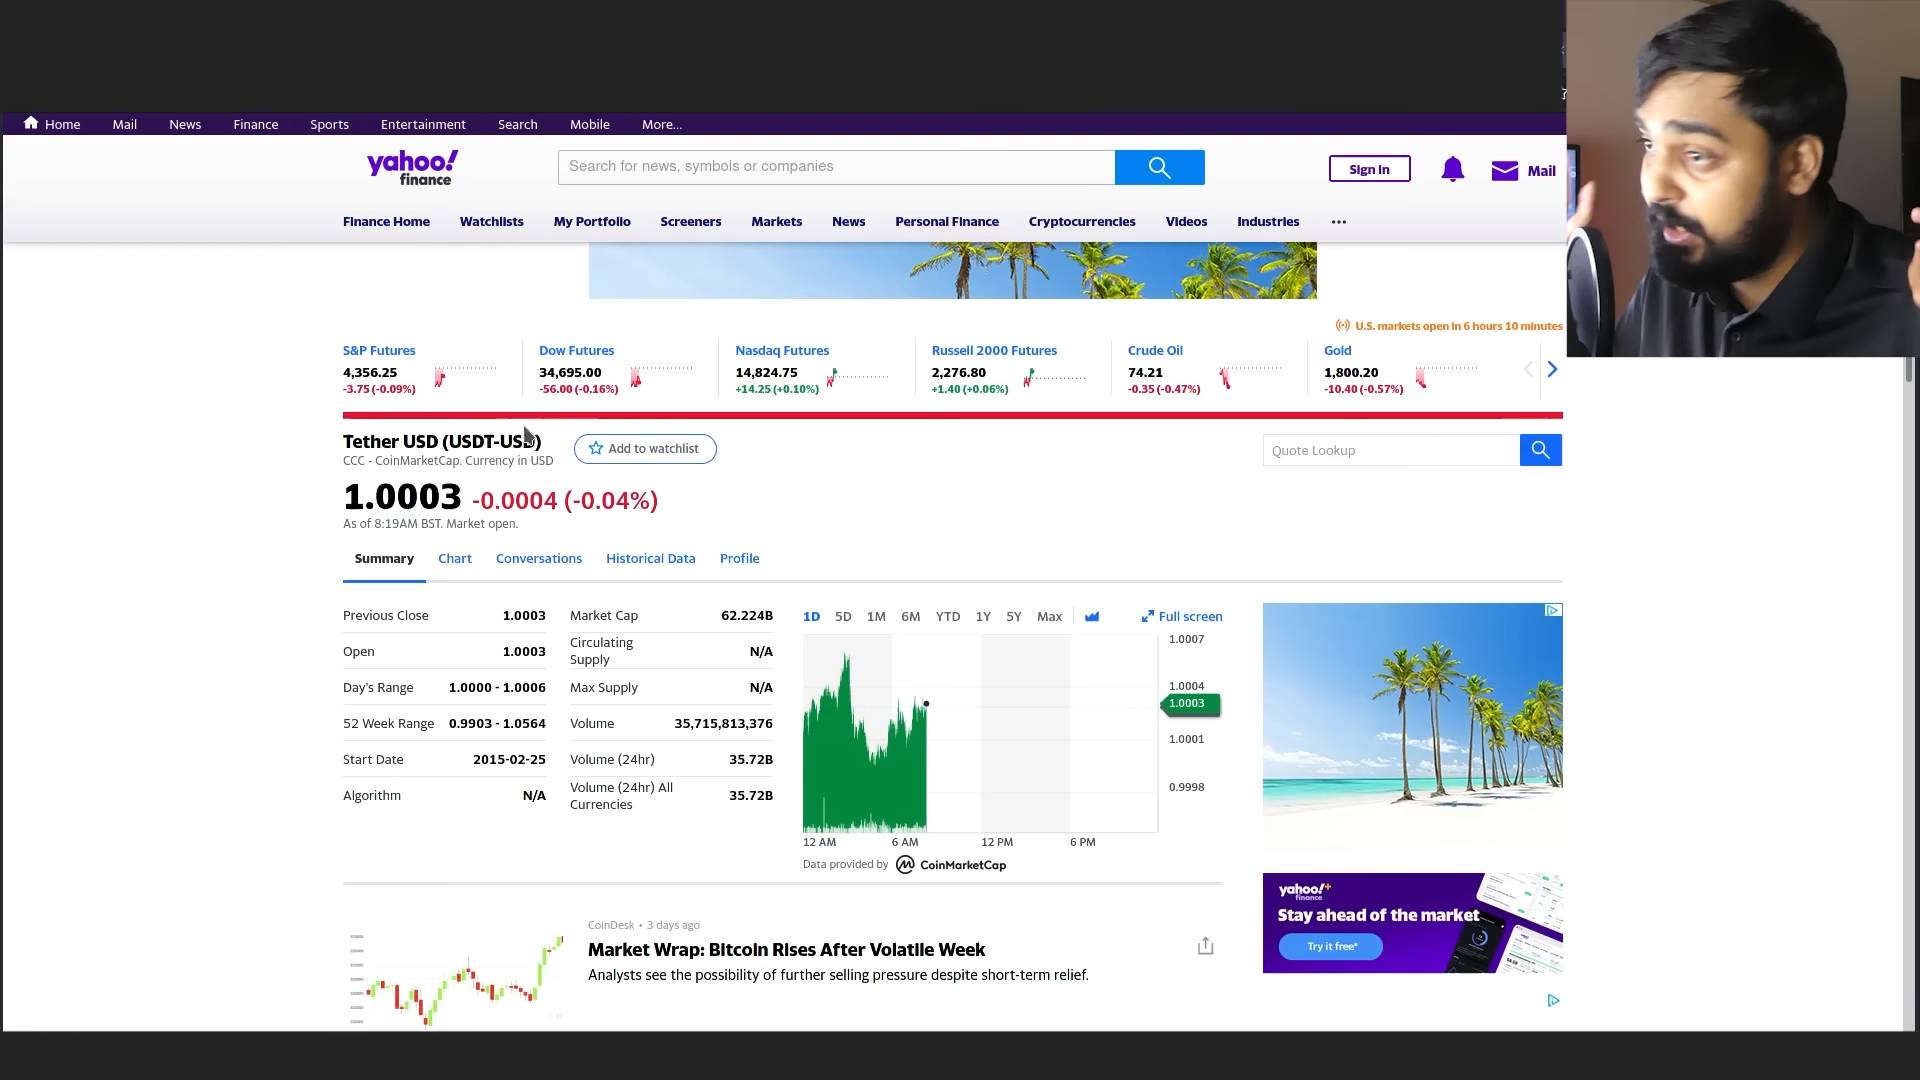 Home Mail News Finance Sports Entertainment Search Mobile More...
yahoo!
finance
Search for news, symbols or companies
Sign in
Mail
Finance Home Watchlists My Portfolio Screeners Markets News Personal Finance Cryptocurrencies Videos Industries ...
U.S. markets open in 6 hours 10 minutes
S&P Futures
4,356.25
-3.75 (-0.09%)
Dow Futures
34,695.00
-56.00 (-0.16%)
Nasdaq Futures
14,824.75
+14.25 (+0.10%)
Russell 2000 Futures
2,276.80
+1.40 (+0.06%)
Crude Oil
74.21
-0.35 (-0.47%)
Gold
1,800.20
-10.40 (-0.57%)
Tether USD (USDT-USD)
CCC - CoinMarketCap. Currency in USD
Add to watchlist
Quote Lookup
1.0003 -0.0004 (-0.04%)
As of 8:19AM BST. Market open.
Summary Chart Conversations Historical Data Profile
Previous Close 1.0003
Open 1.0003
Day's Range 1.0000 - 1.0006
52 Week Range 0.9903 - 1.0564
Start Date 2015-02-25
Algorithm N/A
Market Cap 62.224B
Circulating
Supply N/A
Max Supply N/A
Volume 35,715,813,376
Volume (24hr) 35.72B
Volume (24hr) All
Currencies 35.72B
1D 5D 1M 6M YTD 1Y 5Y Max Full screen
1.0007
1.0004
1.0003
1.0001
0.9998
12 AM 6 AM 12 PM 6 PM
Data provided by CoinMarketCap
CoinDesk • 3 days ago
Market Wrap: Bitcoin Rises After Volatile Week
Analysts see the possibility of further selling pressure despite short-term relief.
yahoo!+
finance
Stay ahead of the market
Try it free*